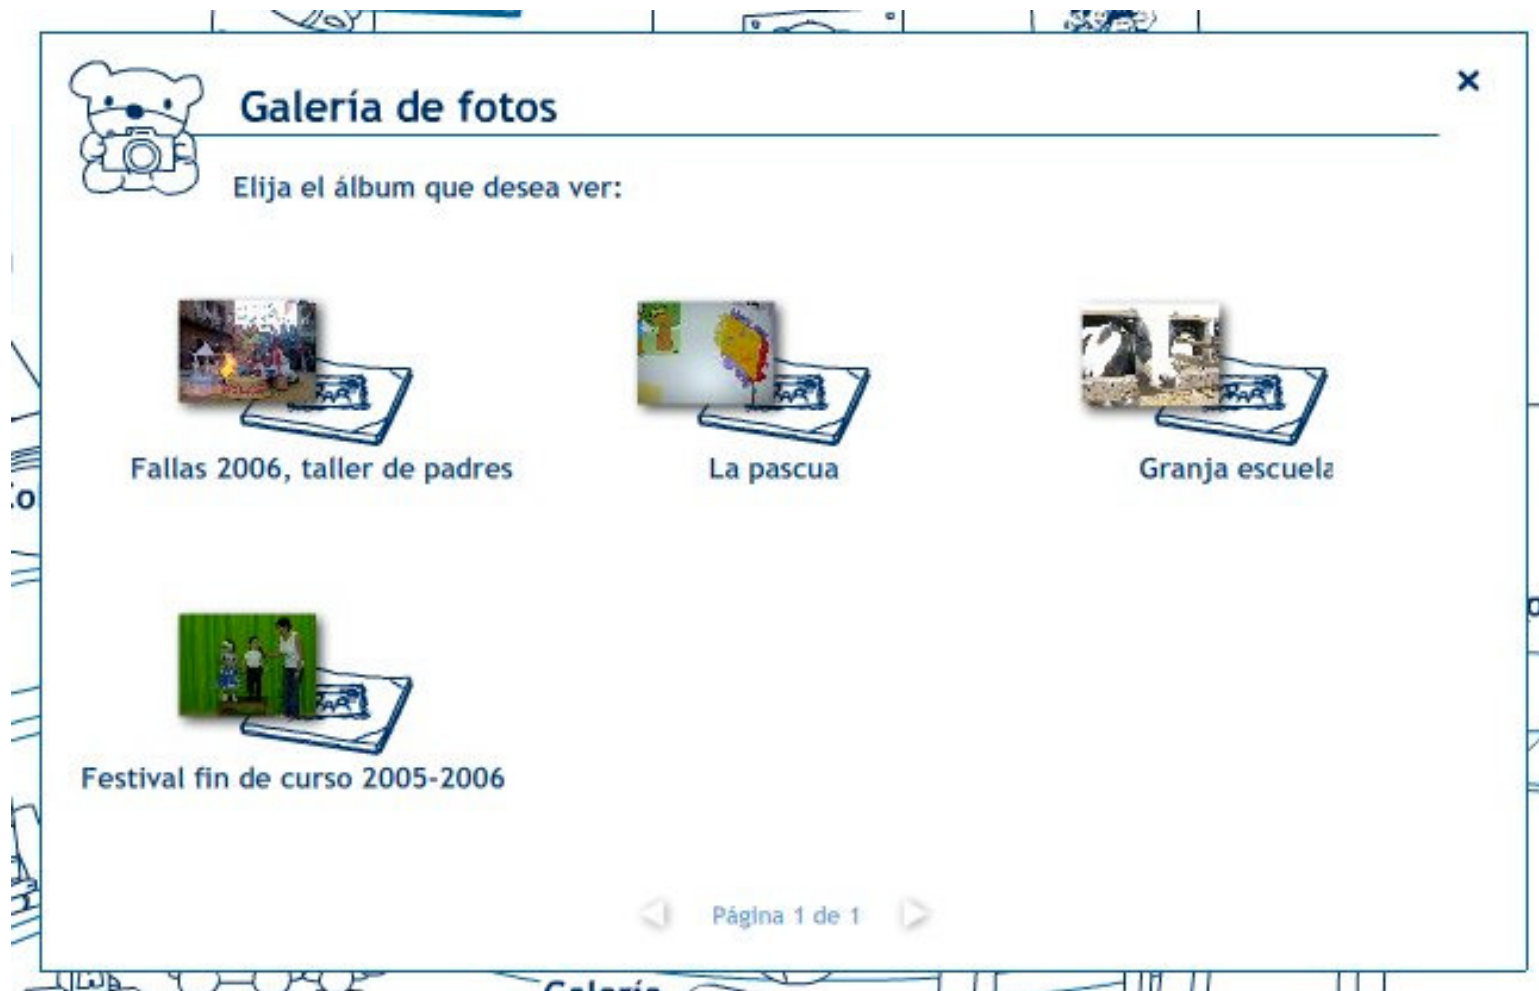 Galería de fotos
Elija el álbum que desea ver:
Fallas 2006, taller de padres
La pascua
Granja escuela
Festival fin de curso 2005-2006
Página 1 de 1
Galería